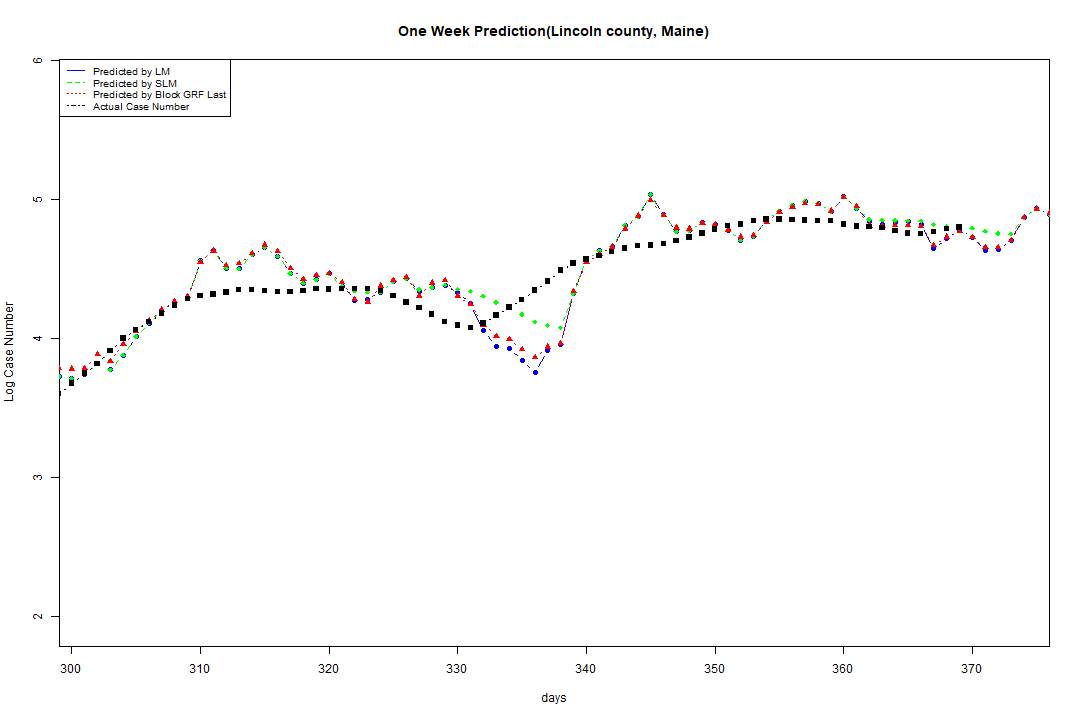 One Week Prediction(Lincoln county, Maine)
Predicted by LM
Predicted by SLM
Predicted by Block GRF Last
Actual Case Number
6
5
4
3
2
Log Case Number
300 310 320 330 340 350 360 370
days